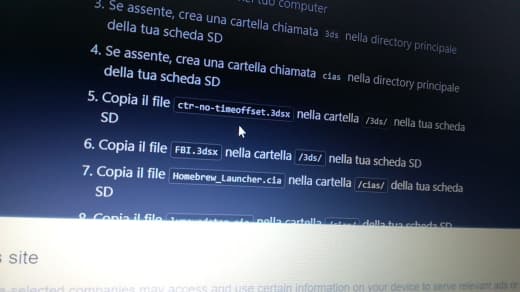 tuo computer
3. Se assente, crea una cartella chiamata 3ds nella directory principale
della tua scheda SD
4. Se assente, crea una cartella chiamata cias nella directory principale
della tua scheda SD
5. Copia il file ctr-no-timeoffset.3dsx nella cartella /3ds/ nella tua scheda
SD
6. Copia il file FBI.3dsx nella cartella /3ds/ nella tua scheda SD
7. Copia il file Homebrew_Launcher.cia nella cartella /cias/ della tua scheda
SD
8. Copia il file nella cartella della tua scheda SD
s site
selected companies may access and use certain information on your device to serve relevant ads or